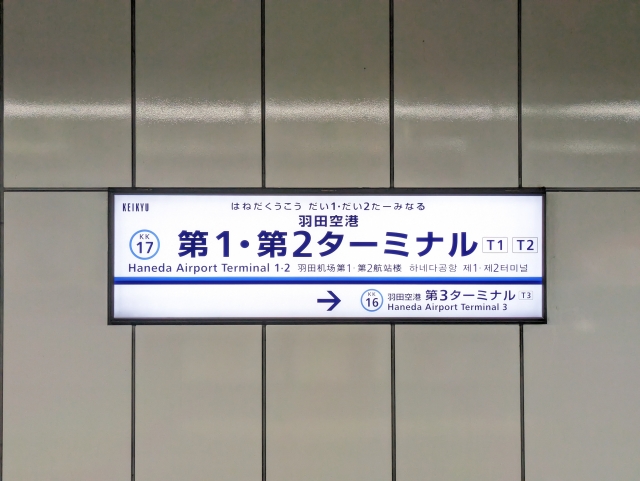 KEIKYU
はねだくうこう だい1・だい2たーみなる
羽田空港
KK 17 第1・第2ターミナル T1 T2
Haneda Airport Terminal 1·2 羽田机场第1·第2航站楼 하네다공항 제1·제2터미널
→ KK 16 羽田空港 第3ターミナル T3
Haneda Airport Terminal 3